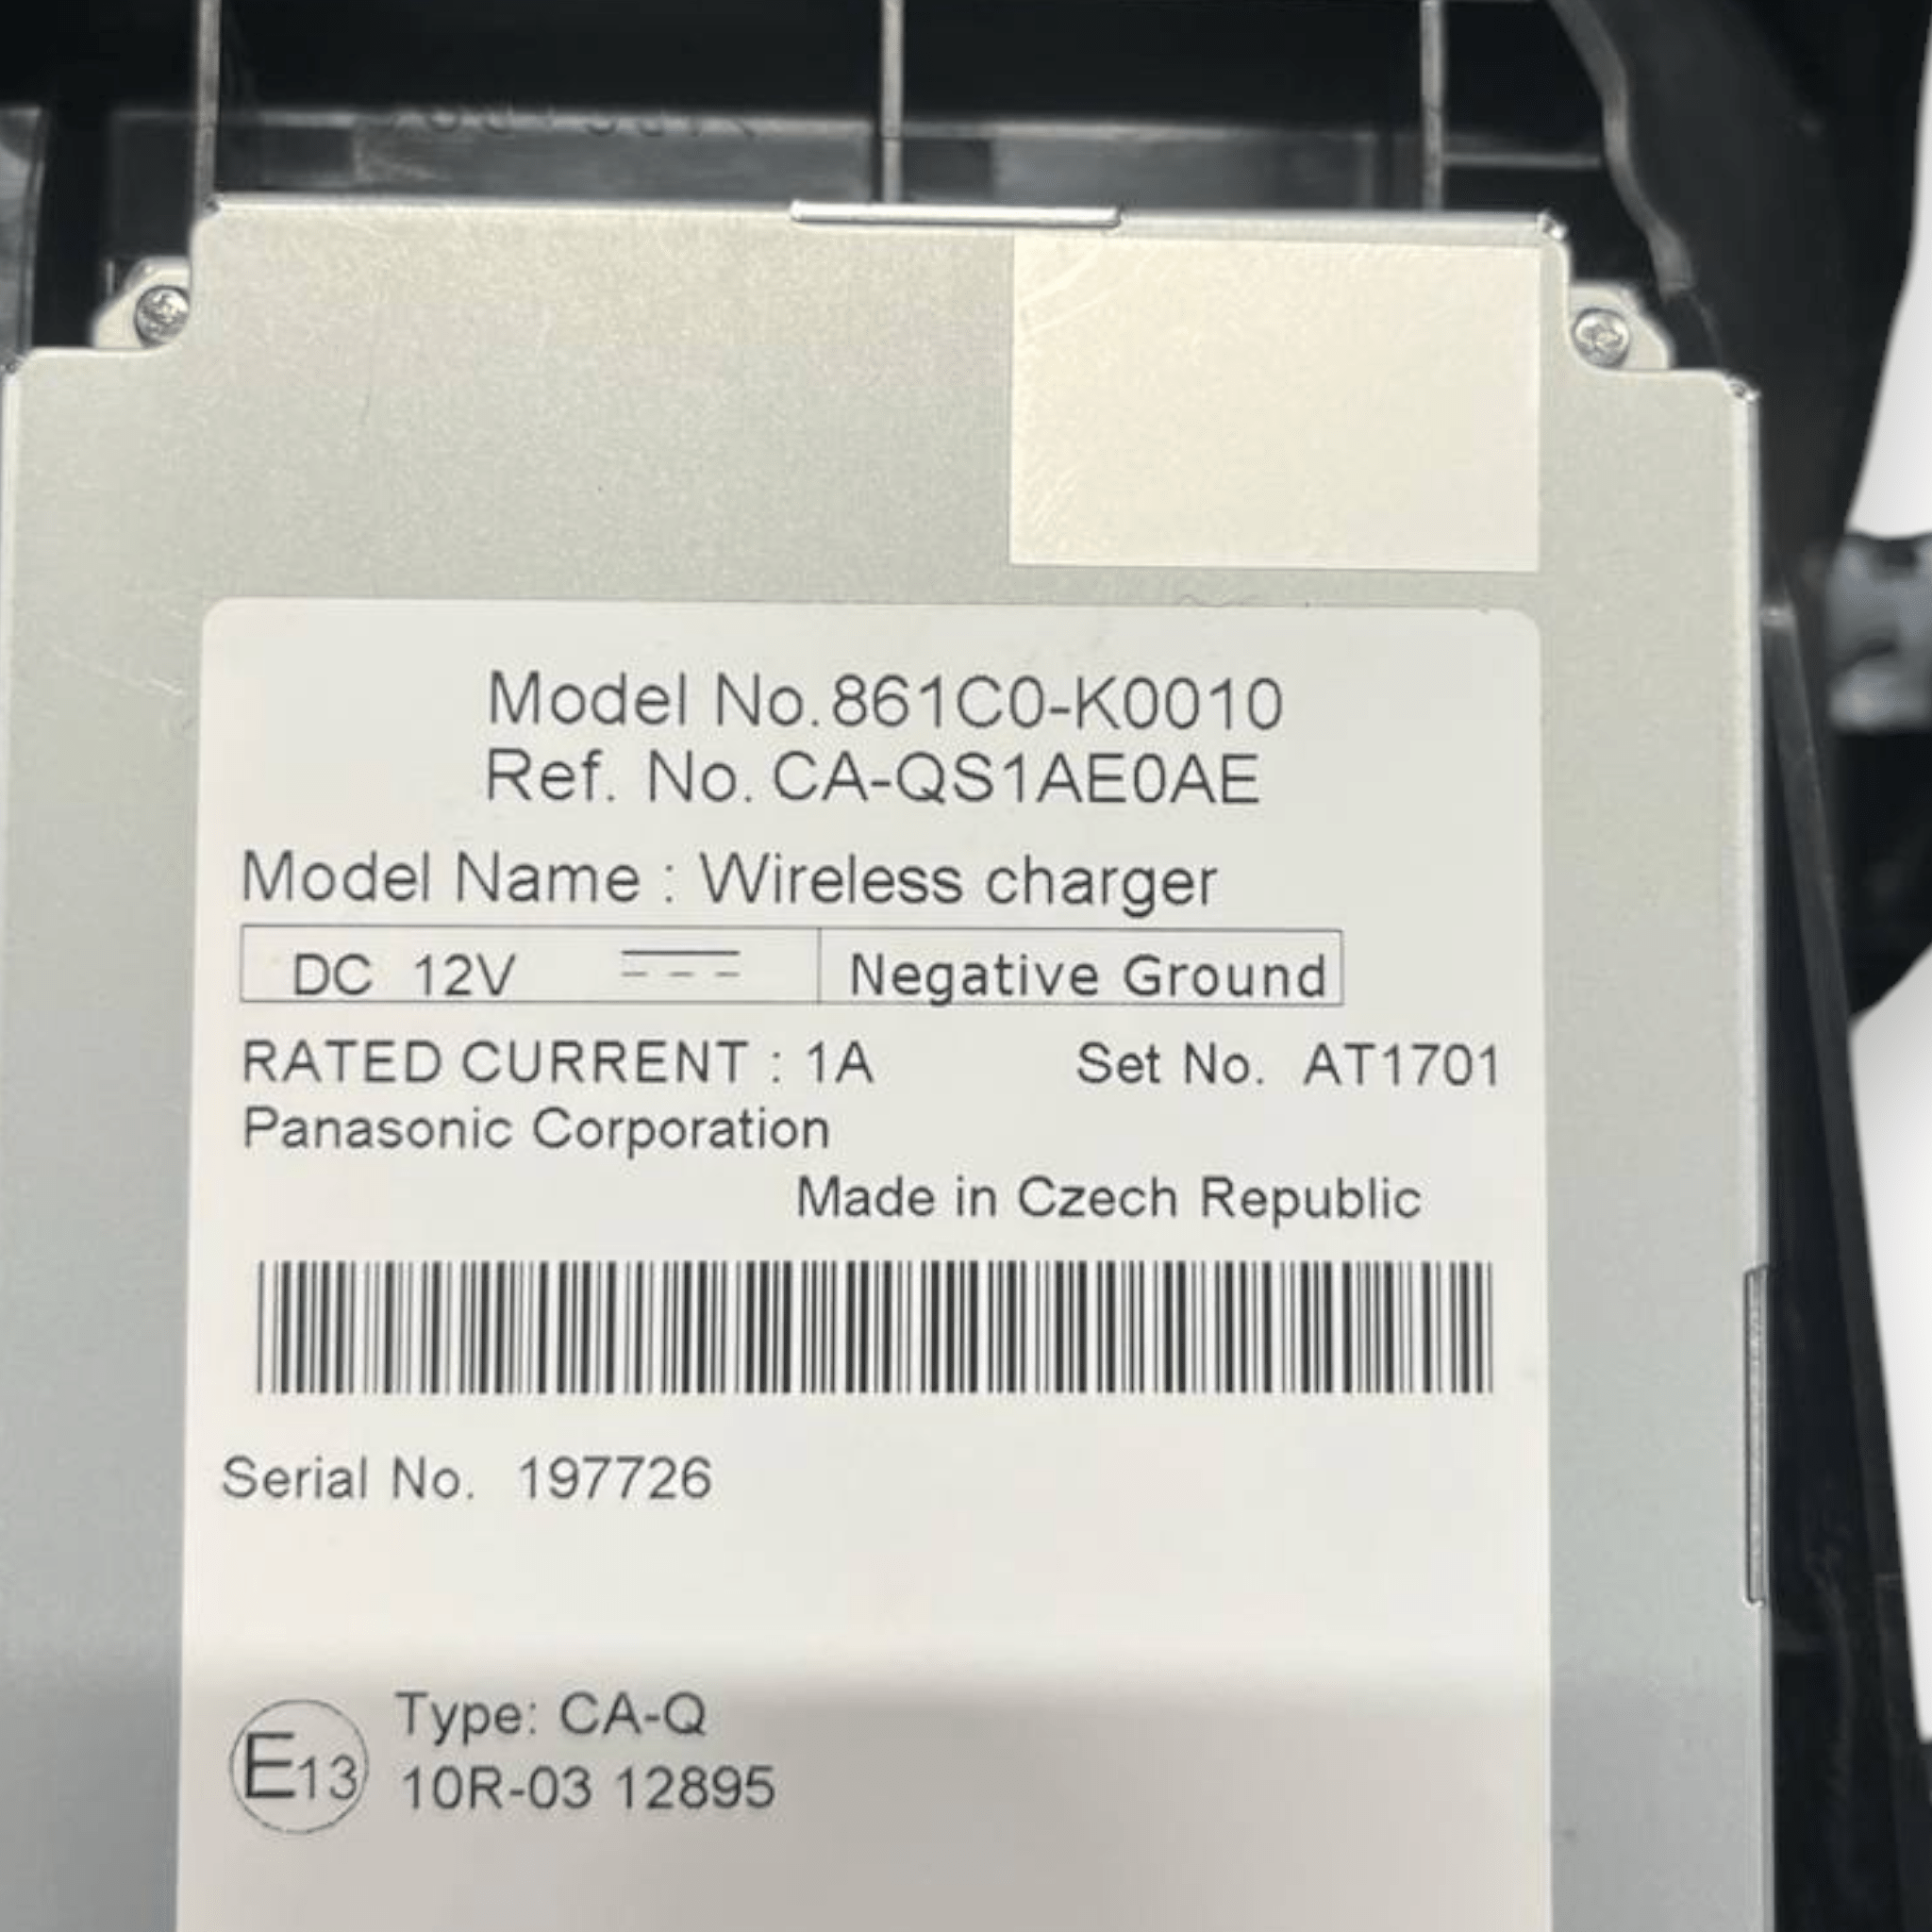 Model No.861C0-K0010
Ref. No.CA-QS1AE0AE
Model Name : Wireless charger
DC 12V Negative Ground
RATED CURRENT : 1A Set No. AT1701
Panasonic Corporation
Made in Czech Republic
Serial No. 197726
Type: CA-Q
E13 10R-03 12895